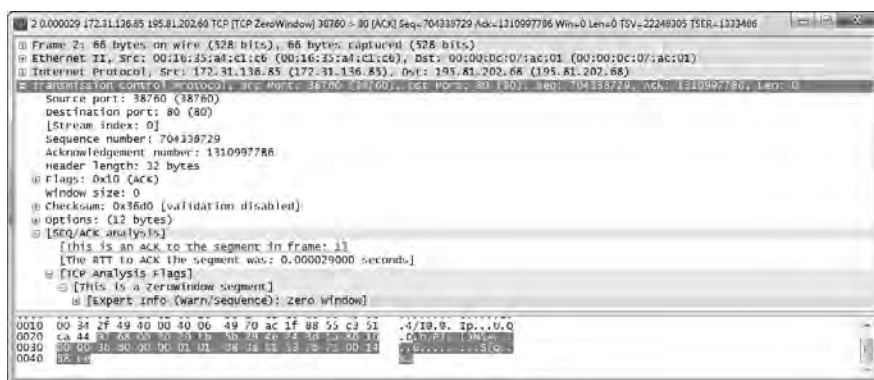 2 0.000029 172.31.136.85 195.81.202.68 TCP [TCP ZeroWindow] 38760 > 80 [ACK] Seq=704338729 Ack=1310997786 Win=0 Len=0 TSV=22248305 TSER=1333486
Frame 2: 66 bytes on wire (528 bits), 66 bytes captured (528 bits)
Ethernet II, Src: 00:16:35:a4:c1:c6 (00:16:35:a4:c1:c6), Dst: 00:00:0c:07:ac:01 (00:00:0c:07:ac:01)
Internet Protocol, Src: 172.31.136.85 (172.31.136.85), Dst: 195.81.202.68 (195.81.202.68)
Transmission Control Protocol, Src Port: 38760 (38760), Dst Port: 80 (80), Seq: 704338729, Ack: 1310997786, Len: 0
Source port: 38760 (38760)
Destination port: 80 (80)
[Stream index: 0]
Sequence number: 704338729
Acknowledgement number: 1310997786
Header length: 32 bytes
Flags: 0x10 (ACK)
Window size: 0
Checksum: 0x36d0 [validation disabled]
Options: (12 bytes)
[SEQ/ACK analysis]
[This is an ACK to the segment in frame: 1]
[The RTT to ACK the segment was: 0.000029000 seconds]
[TCP Analysis Flags]
[This is a ZeroWindow segment]
[Expert Info (Warn/Sequence): Zero window]
0010 00 34 2f 49 40 00 40 06 49 70 ac 1f 88 55 c3 51 .4/I@.@. Ip...U.Q
0020 ca 44
0030
0040